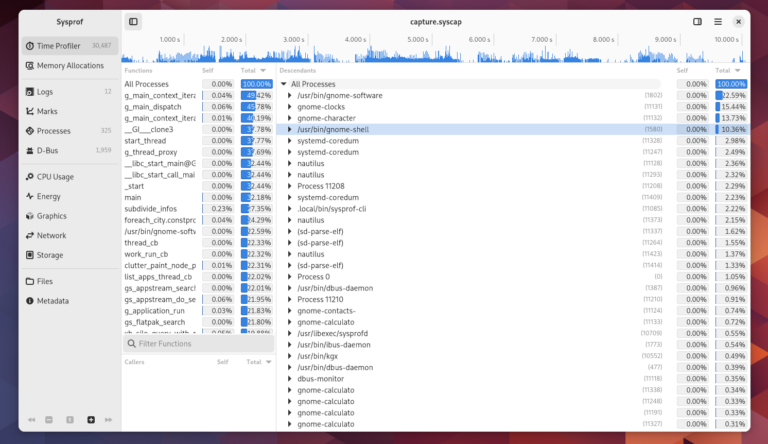 Sysprof
capture.syscap
Time Profiler 30,487
Memory Allocations
Logs 12
Marks
Processes 325
D-Bus 1,959
CPU Usage
Energy
Graphics
Network
Storage
Files
Metadata
1.000 s 2.000 s 3.000 s 4.000 s 5.000 s 6.000 s 7.000 s 8.000 s 9.000 s 10.000 s
Functions Self Total
All Processes 0.00% 100.00%
g_main_context_itera 0.04% 49.42%
g_main_dispatch 0.06% 45.78%
g_main_context_itera 0.01% 40.19%
__GI___clone3 0.00% 37.78%
start_thread 0.00% 37.77%
g_thread_proxy 0.00% 37.69%
__libc_start_main@G 0.00% 32.44%
__libc_start_call_mai 0.00% 32.44%
_start 0.00% 32.44%
main 0.00% 32.18%
subdivide_infos 0.23% 27.35%
foreach_city.constprc 0.04% 24.29%
/usr/bin/gnome-softw 0.00% 22.59%
thread_cb 0.00% 22.33%
work_run_cb 0.00% 22.32%
clutter_paint_node_p 0.01% 22.31%
list_apps_thread_cb 0.00% 22.02%
gs_appstream_searcl 0.00% 22.01%
gs_appstream_do_se 0.06% 21.95%
g_application_run 0.03% 21.83%
gs_flatpak_search 0.00% 21.80%
Filter Functions
Callers Self Total
Descendants Self Total
All Processes 0.00% 100.00%
/usr/bin/gnome-software (1802) 0.00% 22.59%
gnome-clocks (11131) 0.00% 15.44%
gnome-character (11132) 0.00% 13.73%
/usr/bin/gnome-shell (1580) 0.00% 10.36%
systemd-coredum (11328) 0.00% 2.98%
systemd-coredum (11247) 0.00% 2.49%
nautilus (11128) 0.00% 2.36%
nautilus (11293) 0.00% 2.32%
Process 11208 (11208) 0.00% 2.29%
systemd-coredum (11409) 0.00% 2.23%
.local/bin/sysprof-cli (11085) 0.00% 2.22%
nautilus (11373) 0.00% 2.15%
(sd-parse-elf) (11337) 0.00% 1.62%
(sd-parse-elf) (11264) 0.00% 1.55%
nautilus (11423) 0.00% 1.37%
(sd-parse-elf) (11414) 0.00% 1.33%
Process 0 (0) 0.00% 1.05%
/usr/bin/dbus-daemon (1387) 0.00% 0.96%
Process 11210 (11210) 0.00% 0.91%
gnome-contacts- (11124) 0.00% 0.74%
gnome-calculato (11133) 0.00% 0.72%
/usr/libexec/sysprofd (10709) 0.00% 0.55%
/usr/bin/ibus-daemon (1773) 0.00% 0.54%
/usr/bin/kgx (10552) 0.00% 0.49%
/usr/bin/dbus-daemon (477) 0.00% 0.39%
dbus-monitor (11118) 0.00% 0.35%
gnome-calculato (11338) 0.00% 0.34%
gnome-calculato (11248) 0.00% 0.33%
gnome-calculato (11191) 0.00% 0.33%
gnome-calculato (11327) 0.00% 0.31%